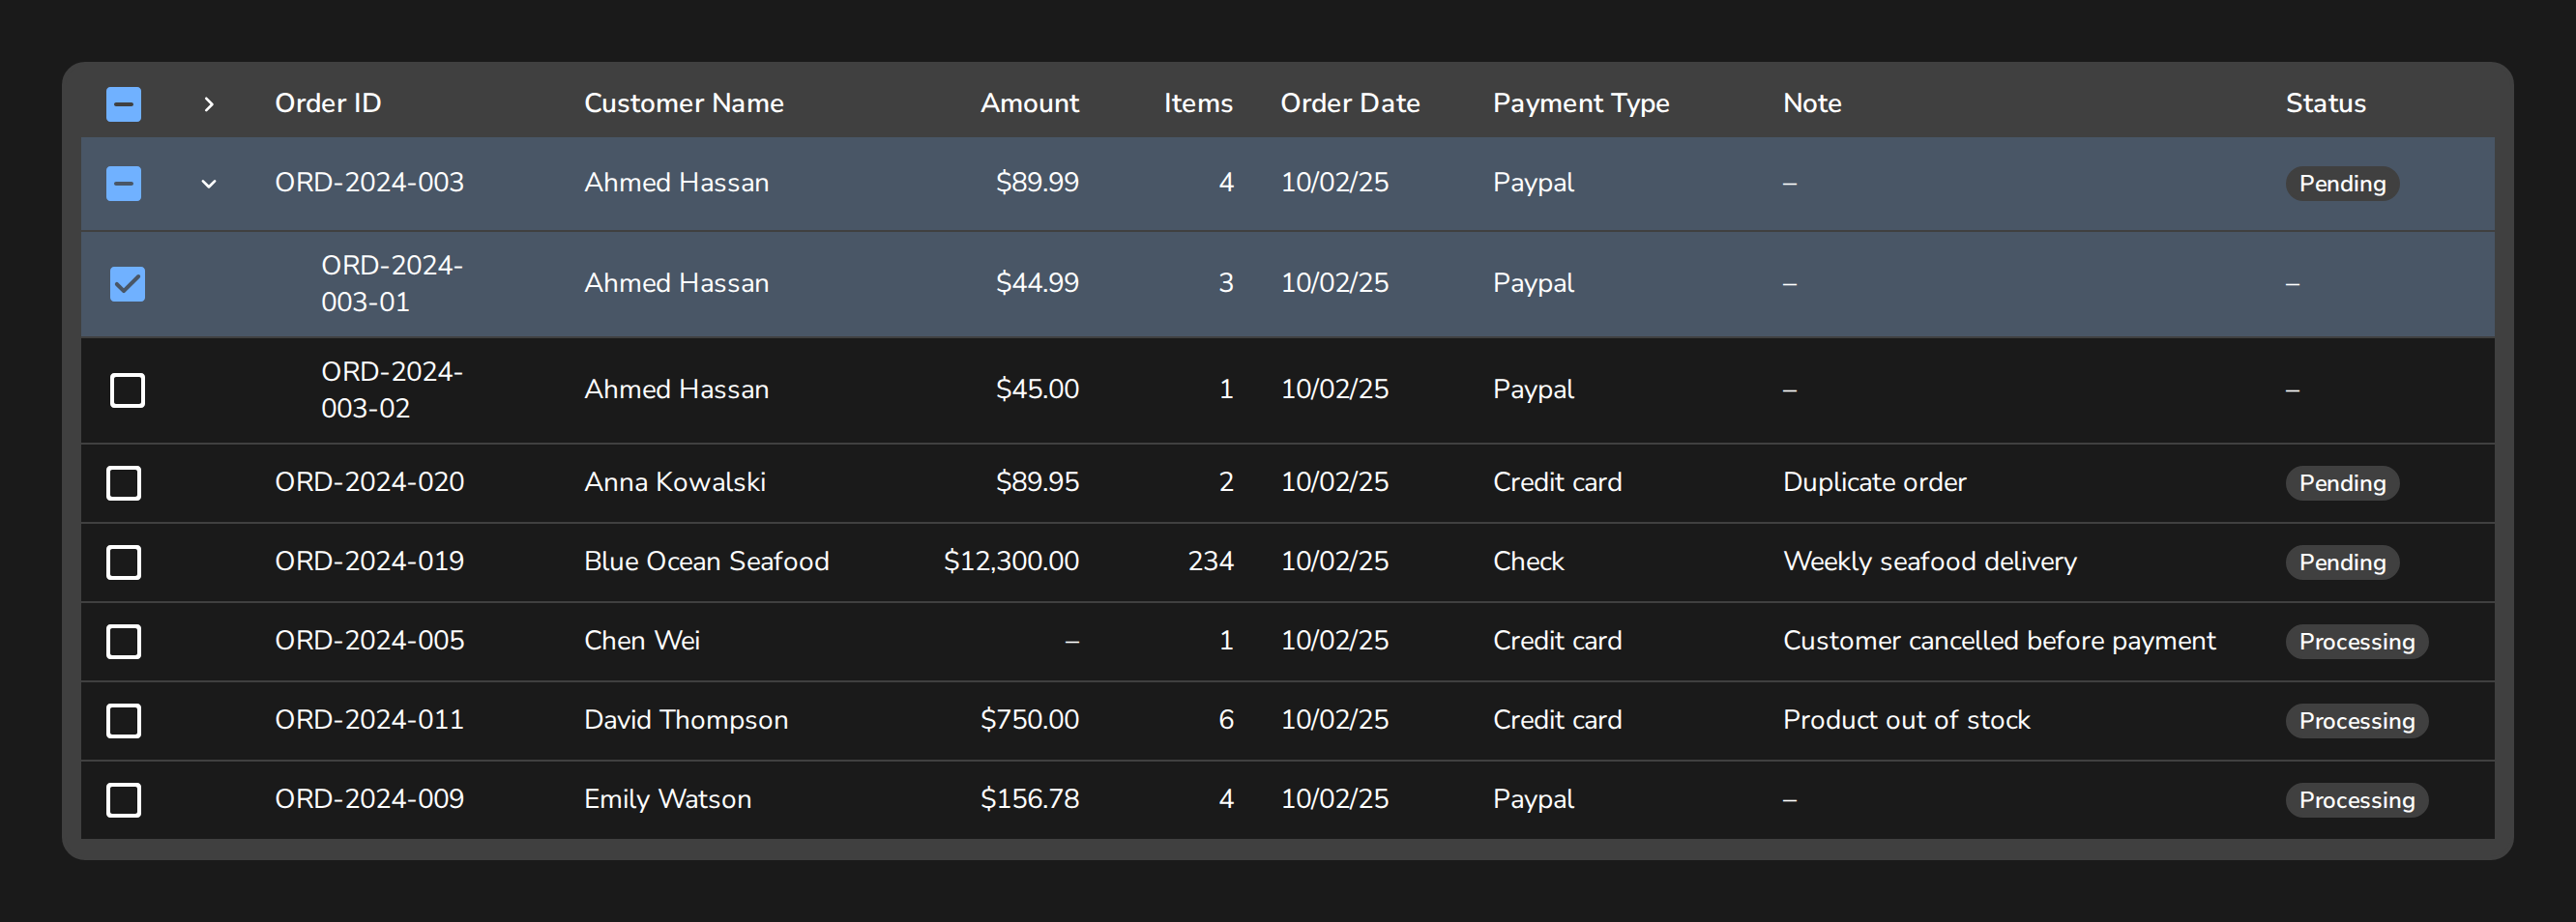 Order ID Customer Name Amount Items Order Date Payment Type Note Status
ORD-2024-003 Ahmed Hassan $89.99 4 10/02/25 Paypal – Pending
ORD-2024-
003-01 Ahmed Hassan $44.99 3 10/02/25 Paypal – –
ORD-2024-
003-02 Ahmed Hassan $45.00 1 10/02/25 Paypal – –
ORD-2024-020 Anna Kowalski $89.95 2 10/02/25 Credit card Duplicate order Pending
ORD-2024-019 Blue Ocean Seafood $12,300.00 234 10/02/25 Check Weekly seafood delivery Pending
ORD-2024-005 Chen Wei – 1 10/02/25 Credit card Customer cancelled before payment Processing
ORD-2024-011 David Thompson $750.00 6 10/02/25 Credit card Product out of stock Processing
ORD-2024-009 Emily Watson $156.78 4 10/02/25 Paypal – Processing